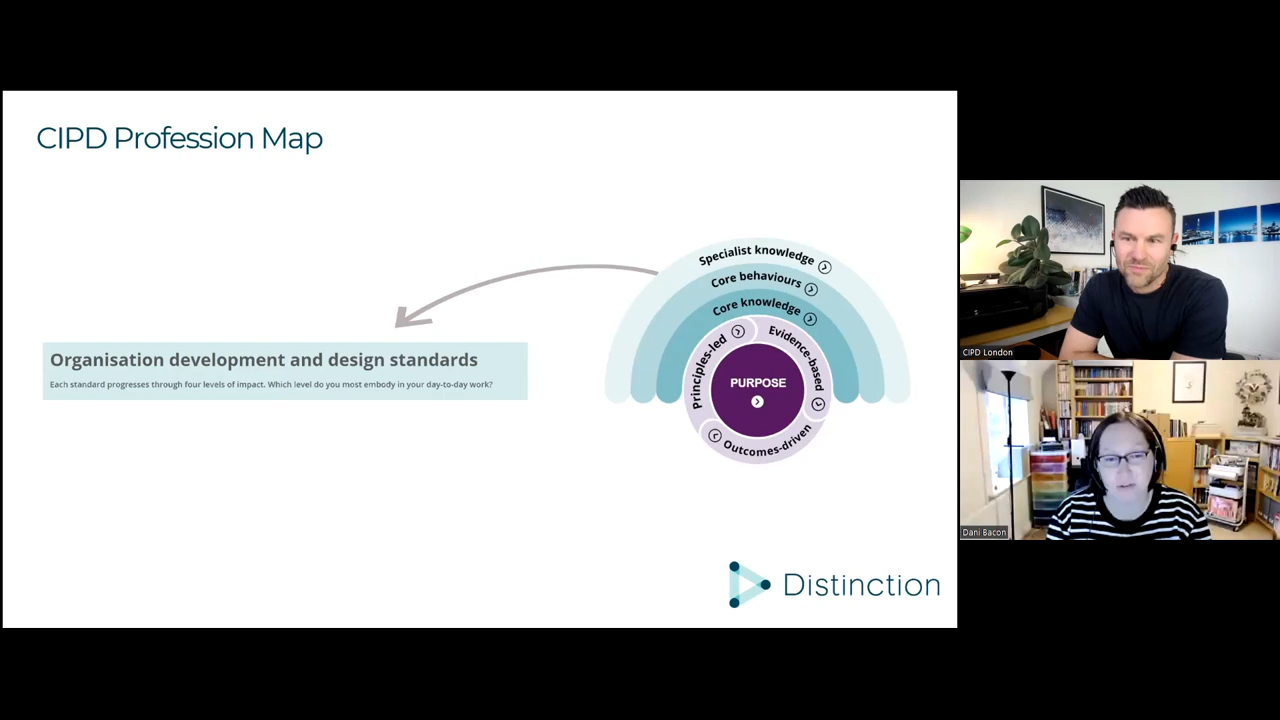 CIPD Profession Map
Specialist knowledge
Core behaviours
Core knowledge
Principles-led
Evidence-based
PURPOSE
Outcomes-driven
Organisation development and design standards
Each standard progresses through four levels of impact. Which level do you most embody in your day-to-day work?
Distinction
CIPD London
Dani Bacon